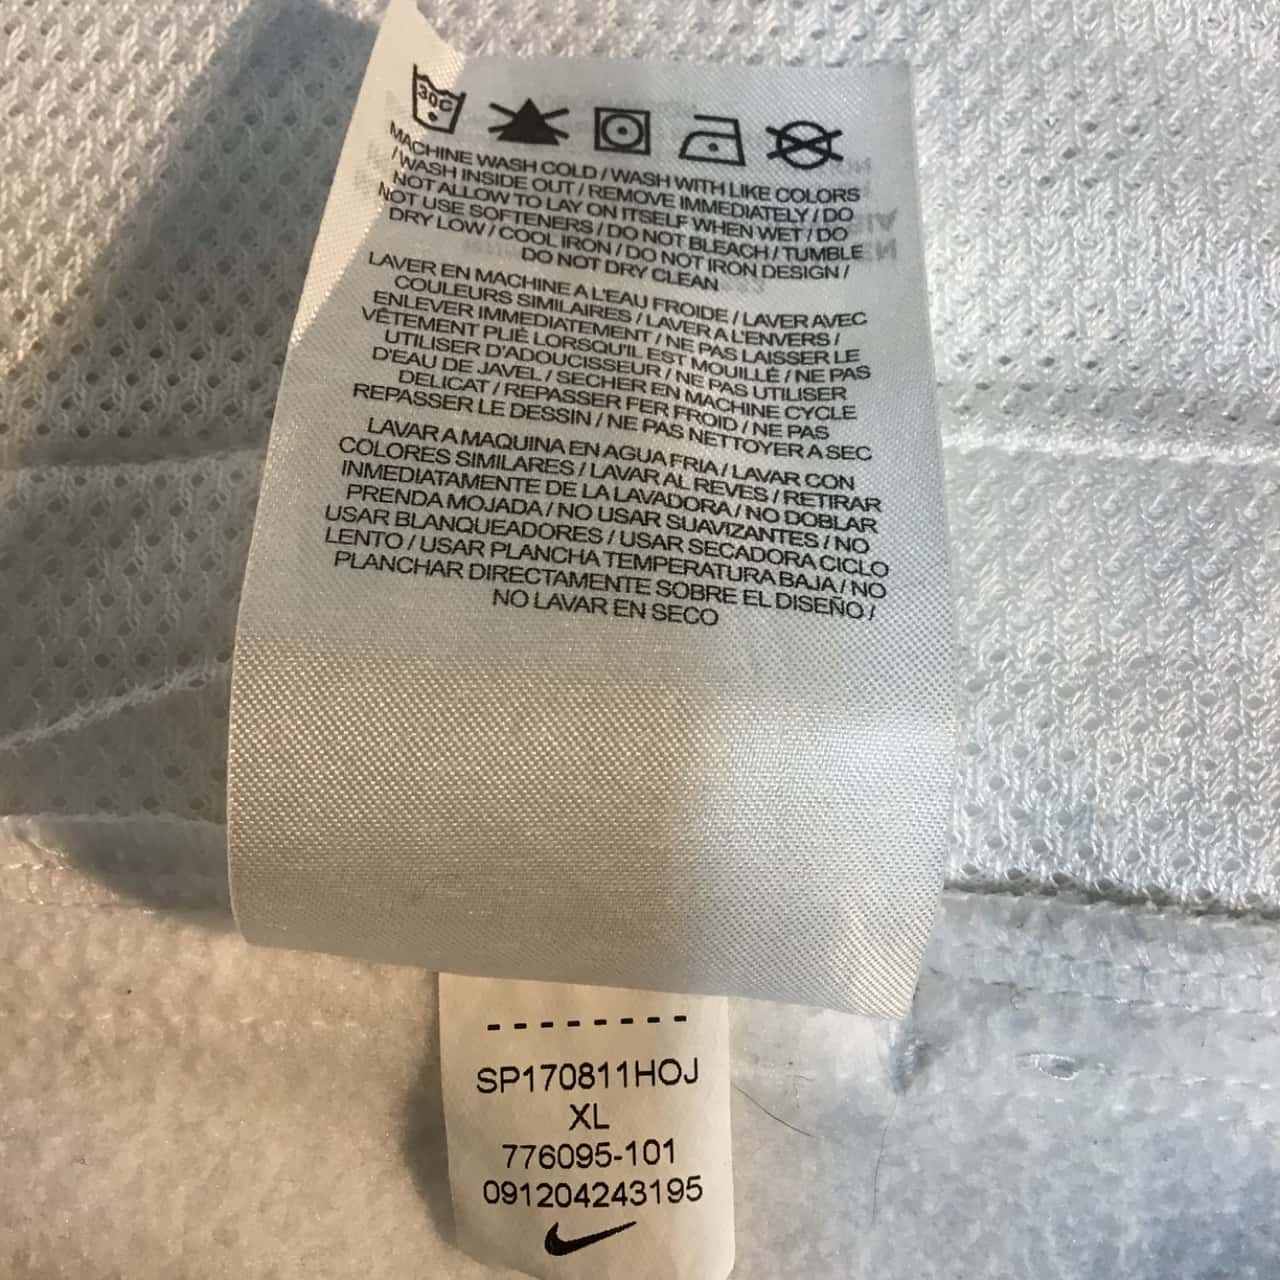 30C
MACHINE WASH COLD / WASH WITH LIKE COLORS
/ WASH INSIDE OUT / REMOVE IMMEDIATELY / DO
NOT ALLOW TO LAY ON ITSELF WHEN WET / DO
NOT USE SOFTENERS / DO NOT BLEACH / TUMBLE
DRY LOW / COOL IRON / DO NOT IRON DESIGN /
DO NOT DRY CLEAN
LAVER EN MACHINE A L'EAU FROIDE / LAVER AVEC
COULEURS SIMILAIRES / LAVER A L'ENVERS /
ENLEVER IMMEDIATEMENT / NE PAS LAISSER LE
VÊTEMENT PLIÉ LORSQU'IL EST MOUILLÉ / NE PAS
UTILISER D'ADOUCISSEUR / NE PAS UTILISER
D'EAU DE JAVEL / SECHER EN MACHINE CYCLE
DELICAT / REPASSER FER FROID / NE PAS
REPASSER LE DESSIN / NE PAS NETTOYER A SEC
LAVAR A MAQUINA EN AGUA FRIA / LAVAR CON
COLORES SIMILARES / LAVAR AL REVES / RETIRAR
INMEDIATAMENTE DE LA LAVADORA / NO DOBLAR
PRENDA MOJADA / NO USAR SUAVIZANTES / NO
USAR BLANQUEADORES / USAR SECADORA CICLO
LENTO / USAR PLANCHA TEMPERATURA BAJA / NO
PLANCHAR DIRECTAMENTE SOBRE EL DISEÑO /
NO LAVAR EN SECO
--------
SP170811HOJ
XL
776095-101
091204243195